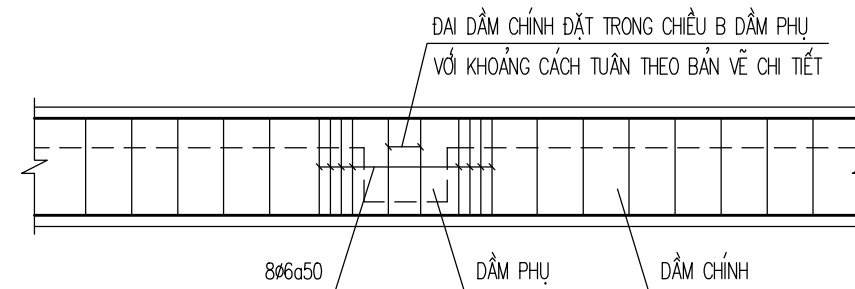 ĐAI DẦM CHÍNH ĐẶT TRONG CHIỀU B DẦM PHỤ
VỚI KHOẢNG CÁCH TUÂN THEO BẢN VẼ CHI TIẾT
8ø6a50
DẦM PHỤ
DẦM CHÍNH